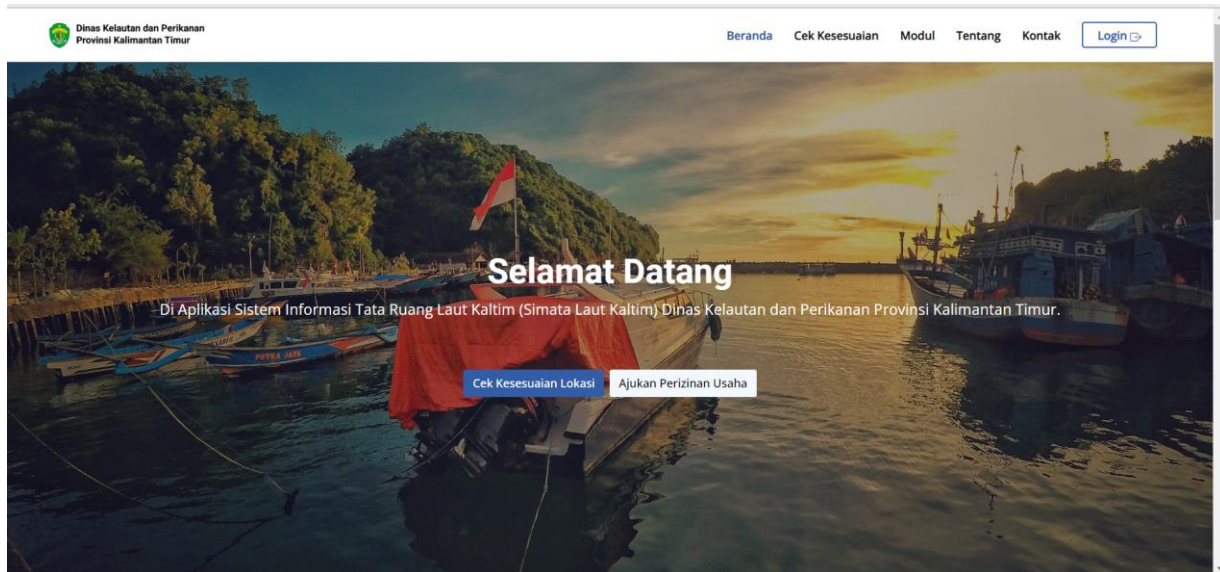 Dinas Kelautan dan Perikanan
Provinsi Kalimantan Timur
Beranda Cek Kesesuaian Modul Tentang Kontak Login
Selamat Datang
Di Aplikasi Sistem Informasi Tata Ruang Laut Kaltim (Simata Laut Kaltim) Dinas Kelautan dan Perikanan Provinsi Kalimantan Timur.
PUTRA JAYA
Cek Kesesuaian Lokasi Ajukan Perizinan Usaha